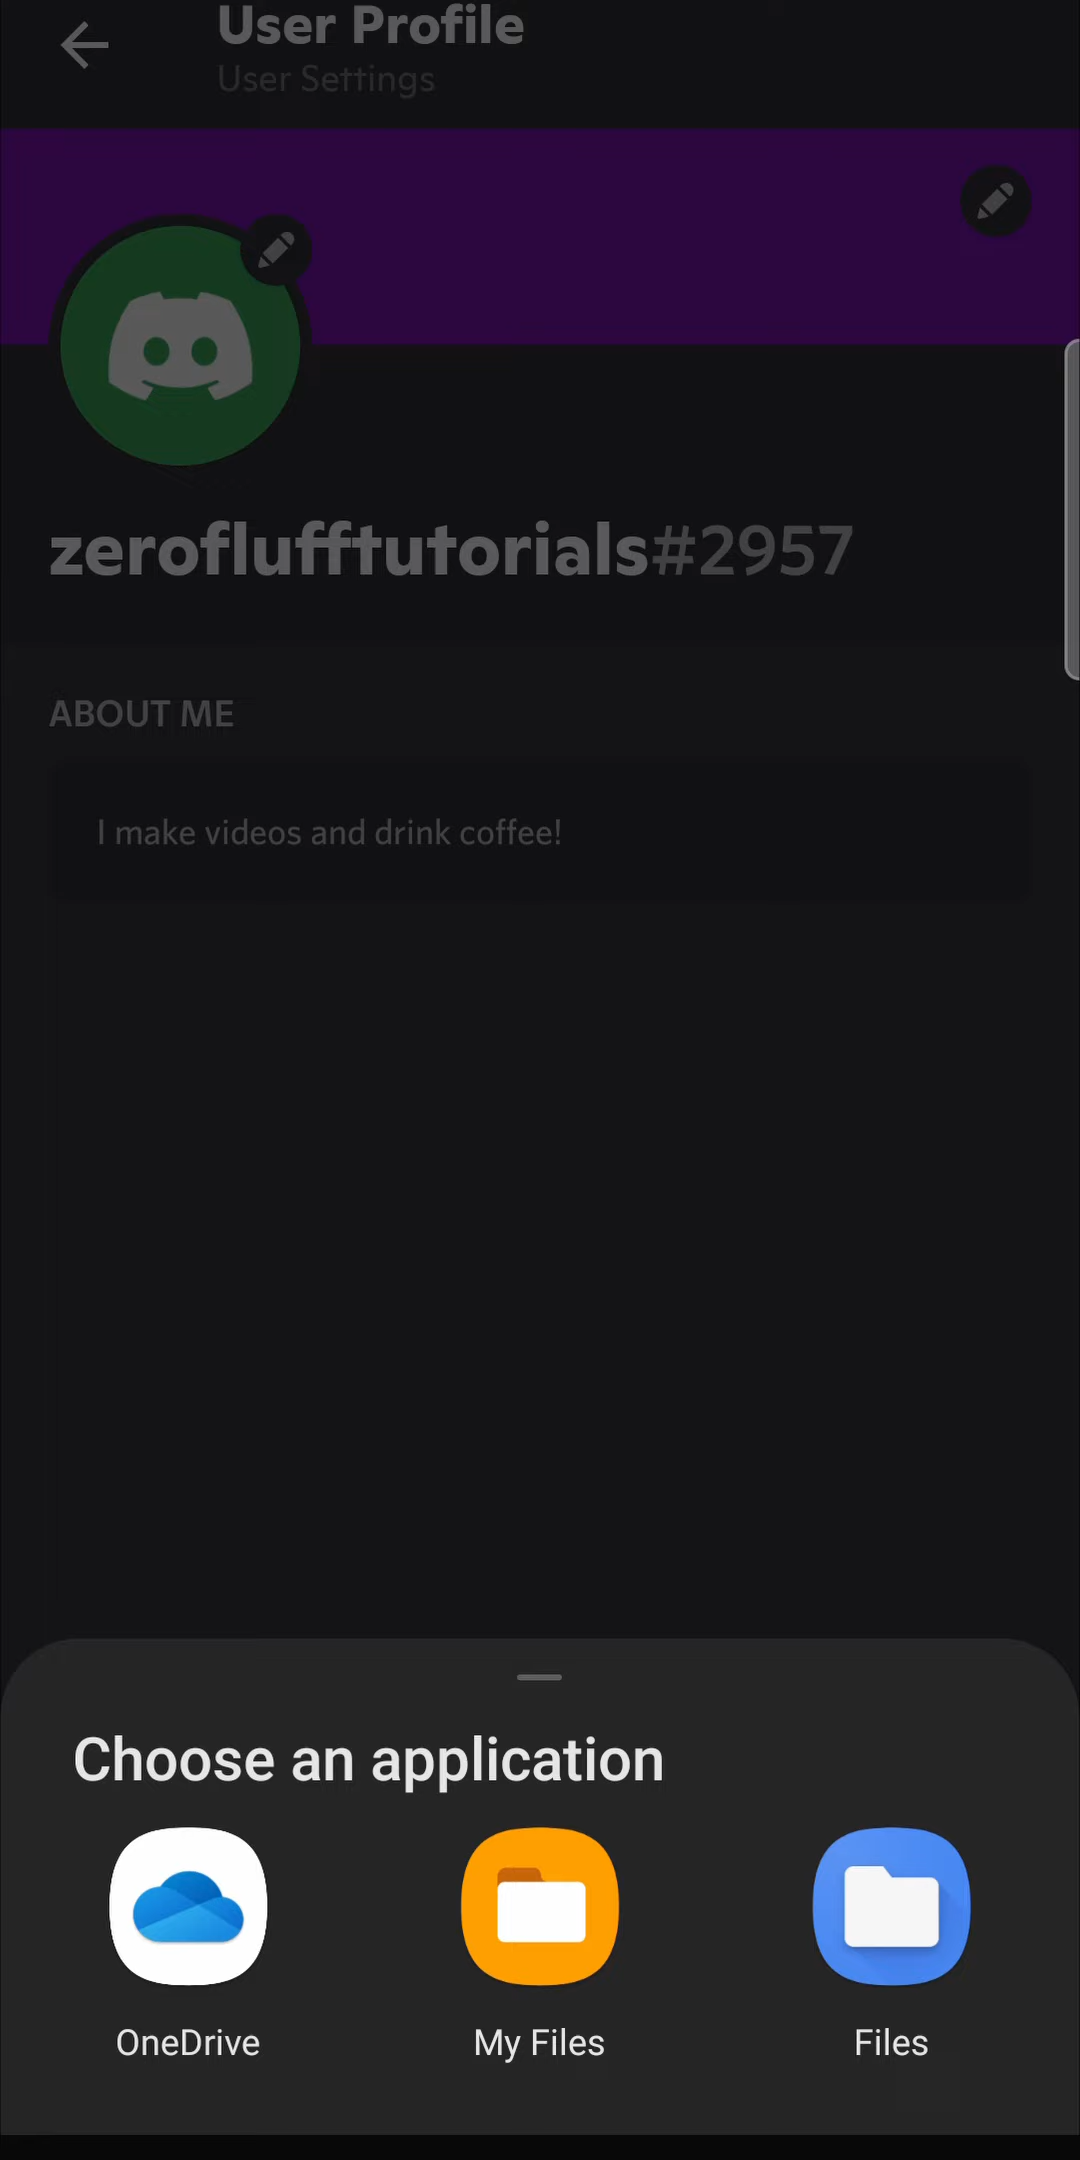 User Profile
User Settings
zeroflufftutorials#2957
ABOUT ME
I make videos and drink coffee!
Choose an application
OneDrive
My Files
Files